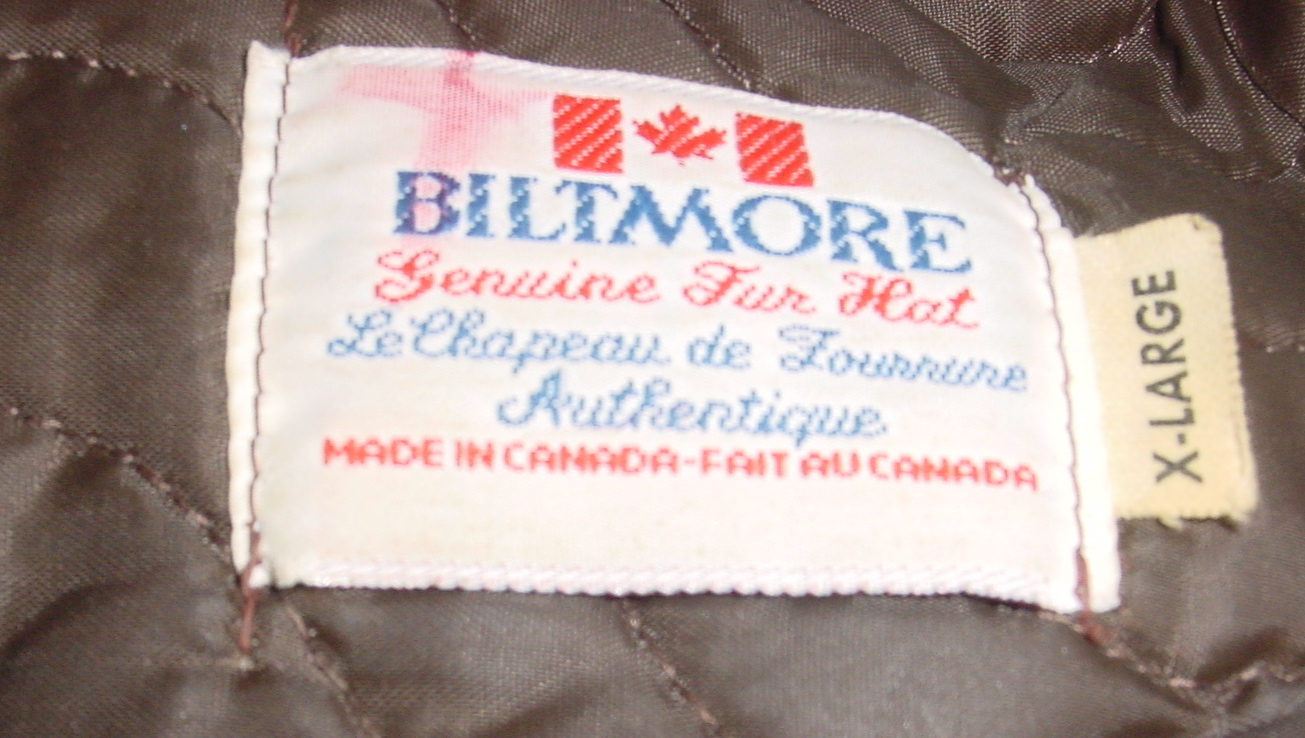 BILTMORE
Genuine Fur Hat
Le Chapeau de Fourrure
Authentique
MADE IN CANADA-FAIT AU CANADA
X-LARGE